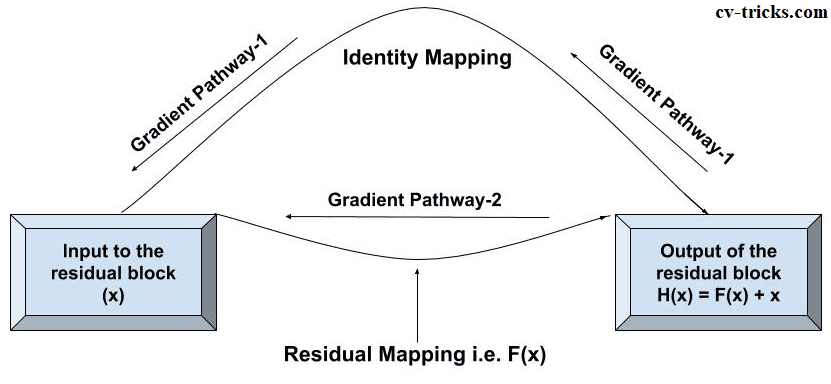 cv-tricks.com
Identity Mapping
Gradient Pathway-1
Gradient Pathway-1
Gradient Pathway-2
Input to the
residual block
(x)
Output of the
residual block
H(x) = F(x) + x
Residual Mapping i.e. F(x)